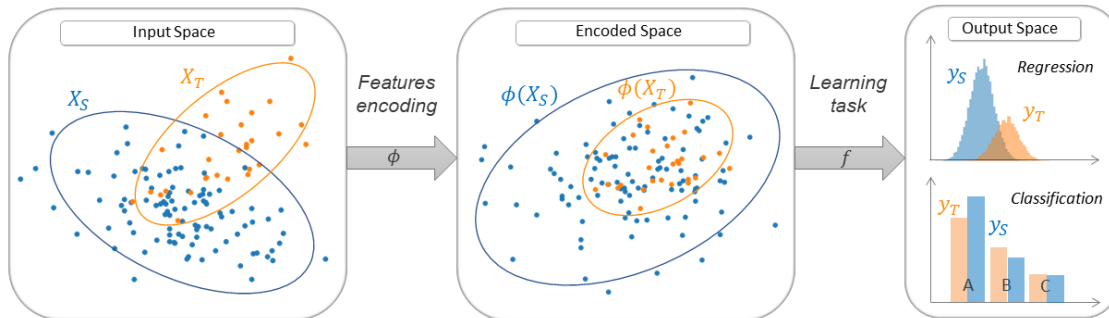 Input Space
X_T
X_S
Features
encoding
ϕ
Encoded Space
ϕ(X_S)
ϕ(X_T)
Learning
task
f
Output Space
y_S
Regression
y_T
Classification
y_T
y_S
A
B
C